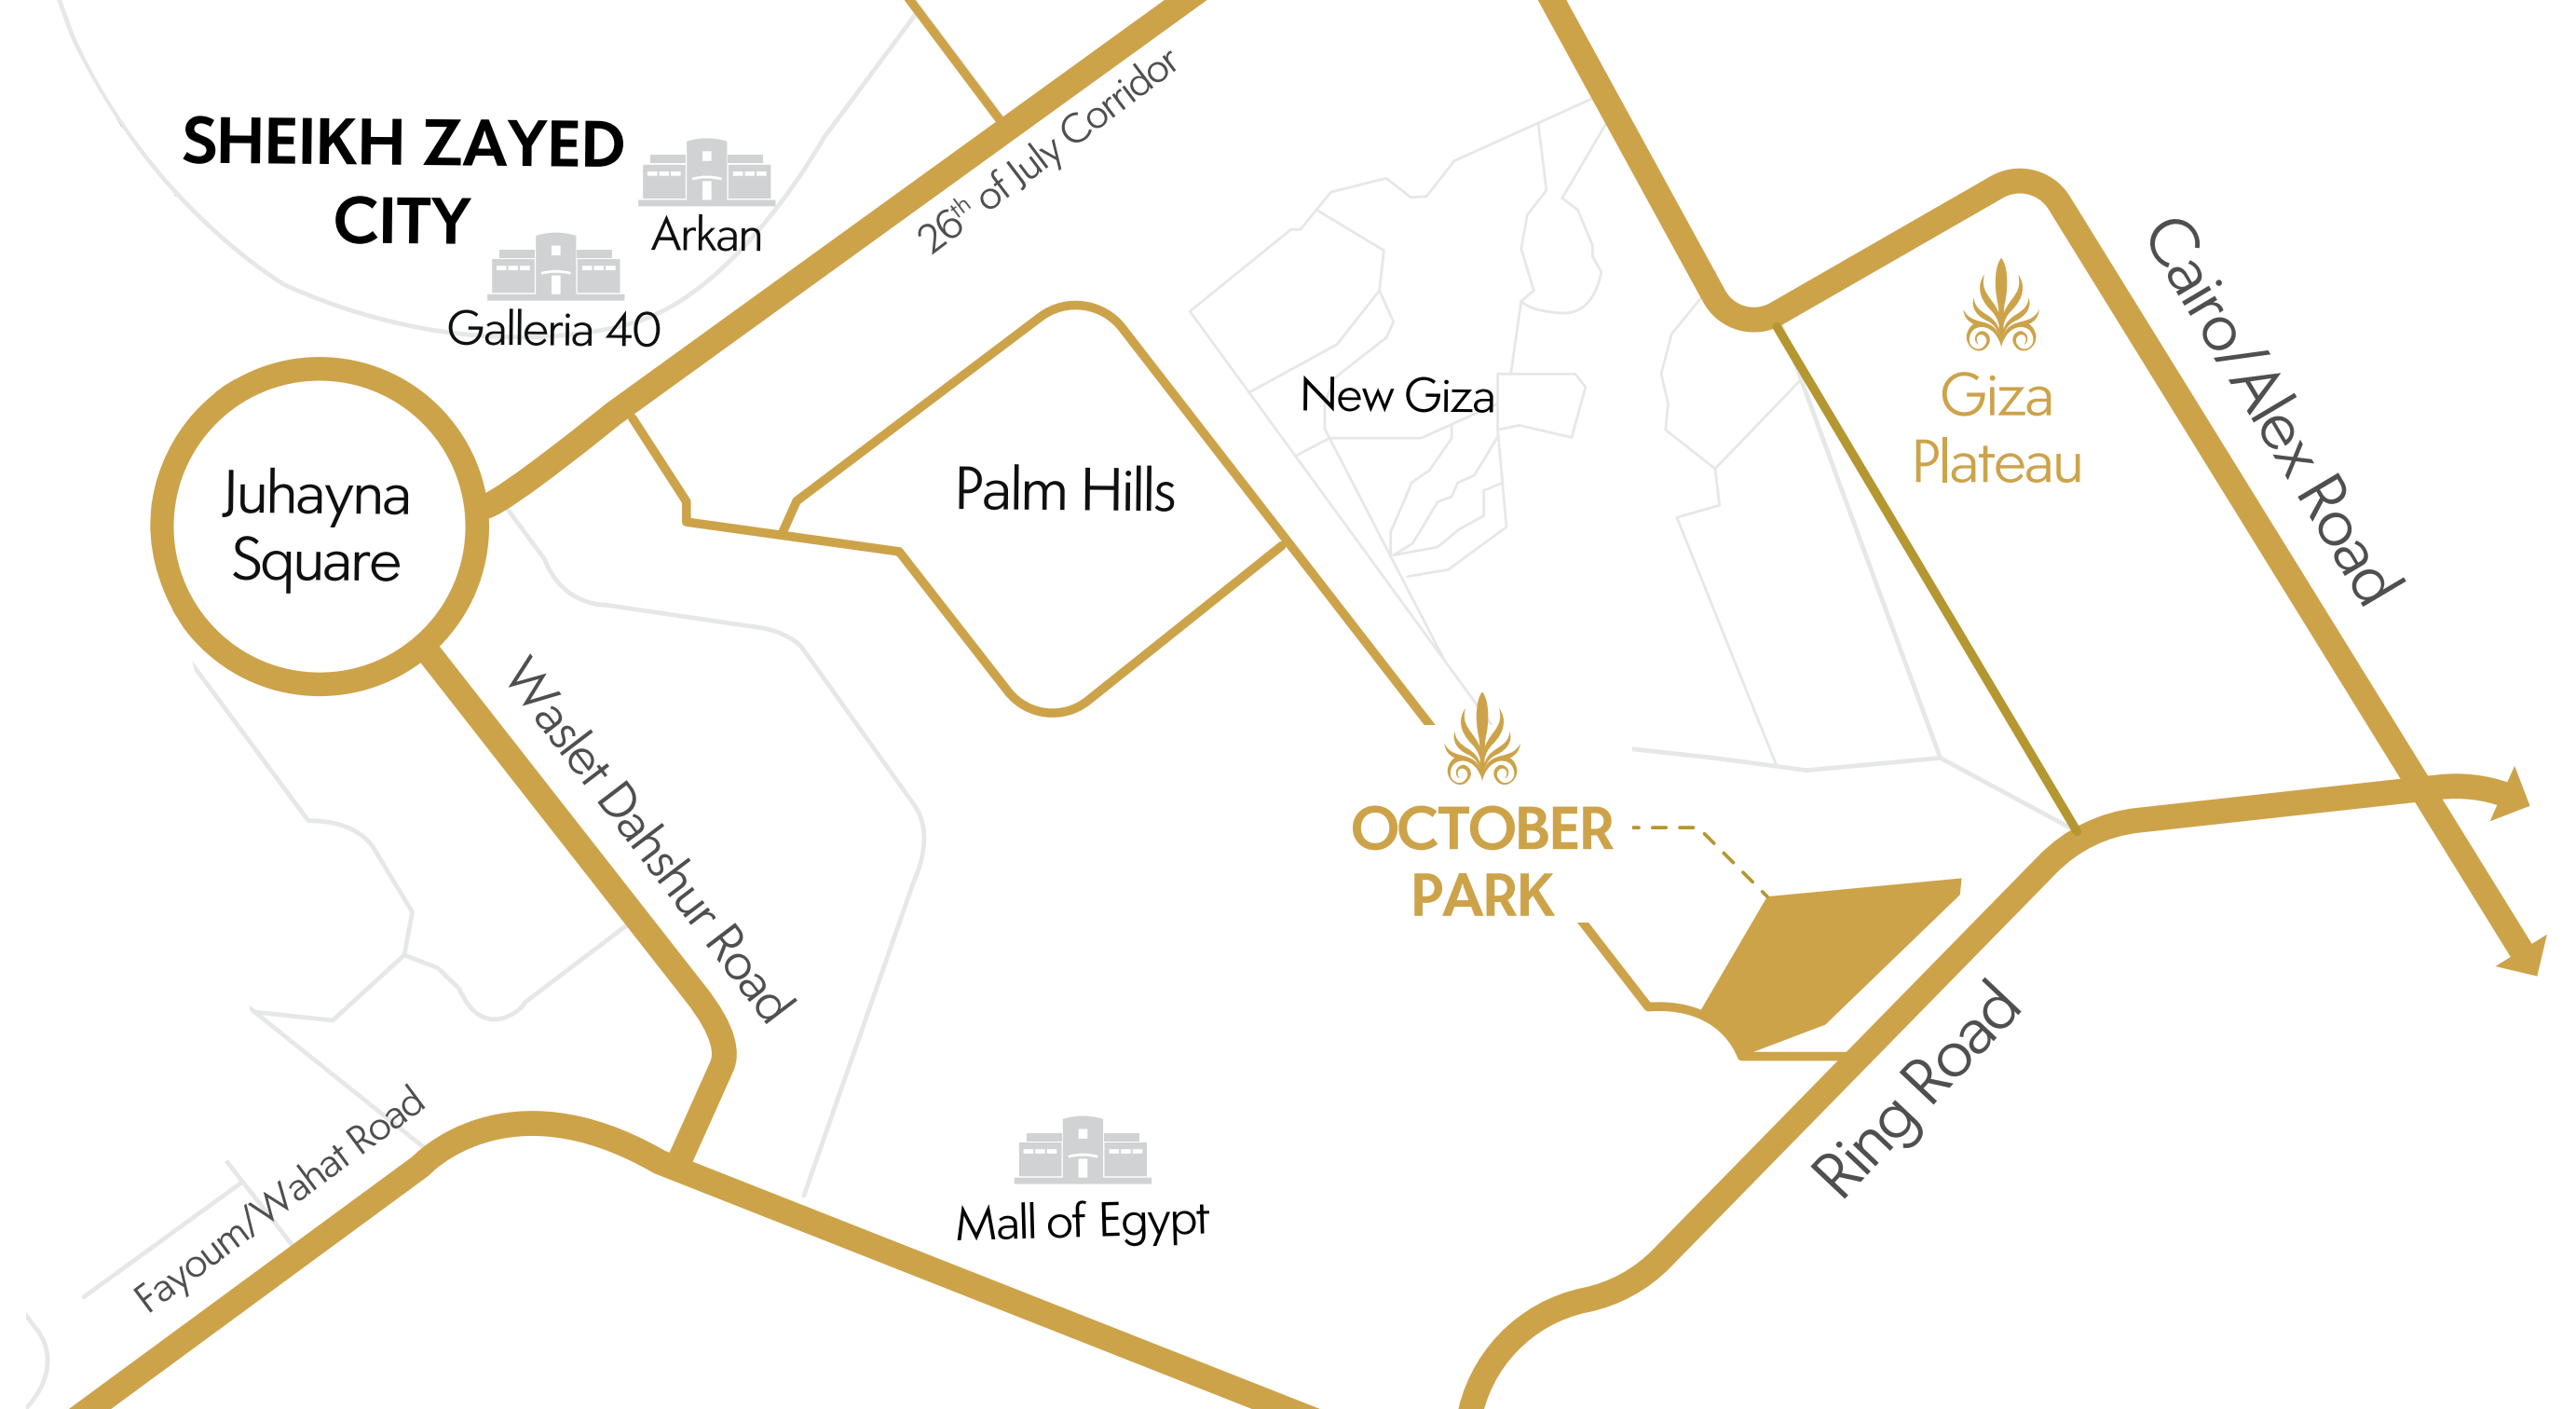 SHEIKH ZAYED
CITY
Arkan
Galleria 40
26th of July Corridor
Juhayna
Square
Palm Hills
New Giza
Giza
Plateau
Cairo/Alex Road
Waslet Dahshur Road
OCTOBER
PARK
Ring Road
Fayoum/Wahat Road
Mall of Egypt